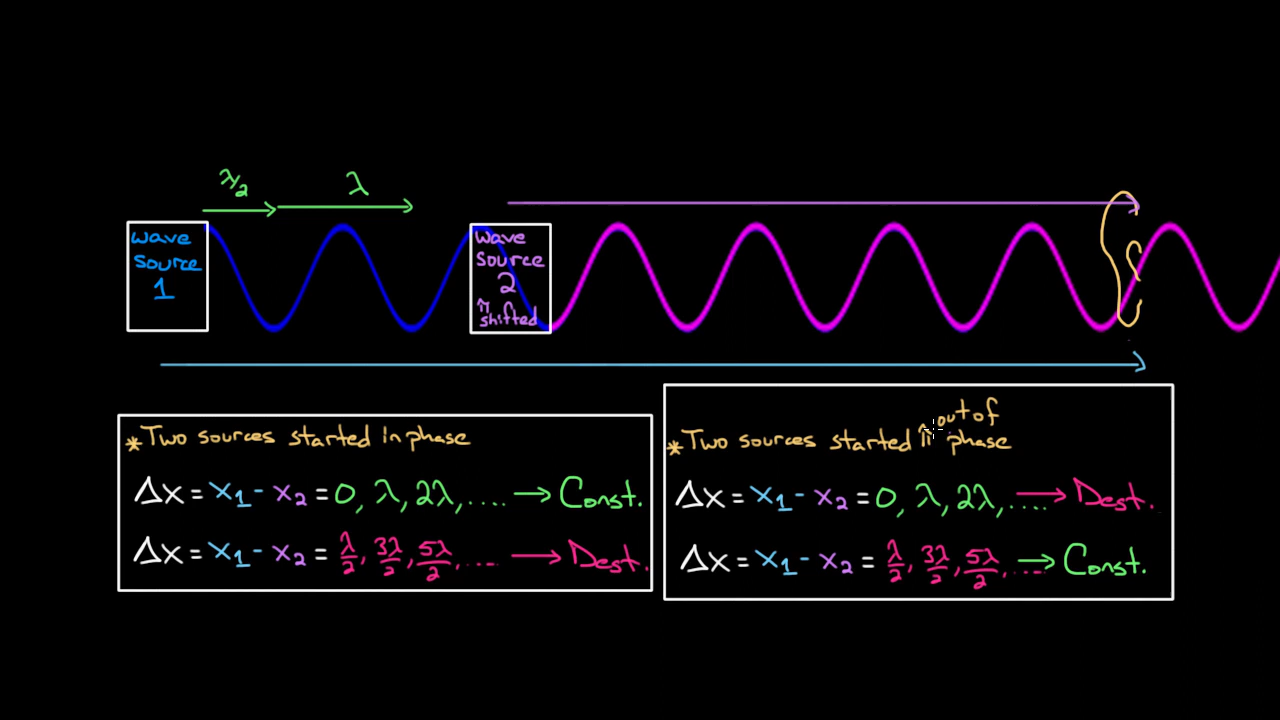 λ/2
λ
Wave
Source
1
Wave
Source
2
π
shifted
*Two sources started in phase
Δx = x₁ - x₂ = 0, λ, 2λ, .... → Const.
Δx = x₁ - x₂ = λ/2, 3λ/2, 5λ/2, .... → Dest.
*Two sources started π out of phase
Δx = x₁ - x₂ = 0, λ, 2λ, .... → Dest.
Δx = x₁ - x₂ = λ/2, 3λ/2, 5λ/2, .... → Const.